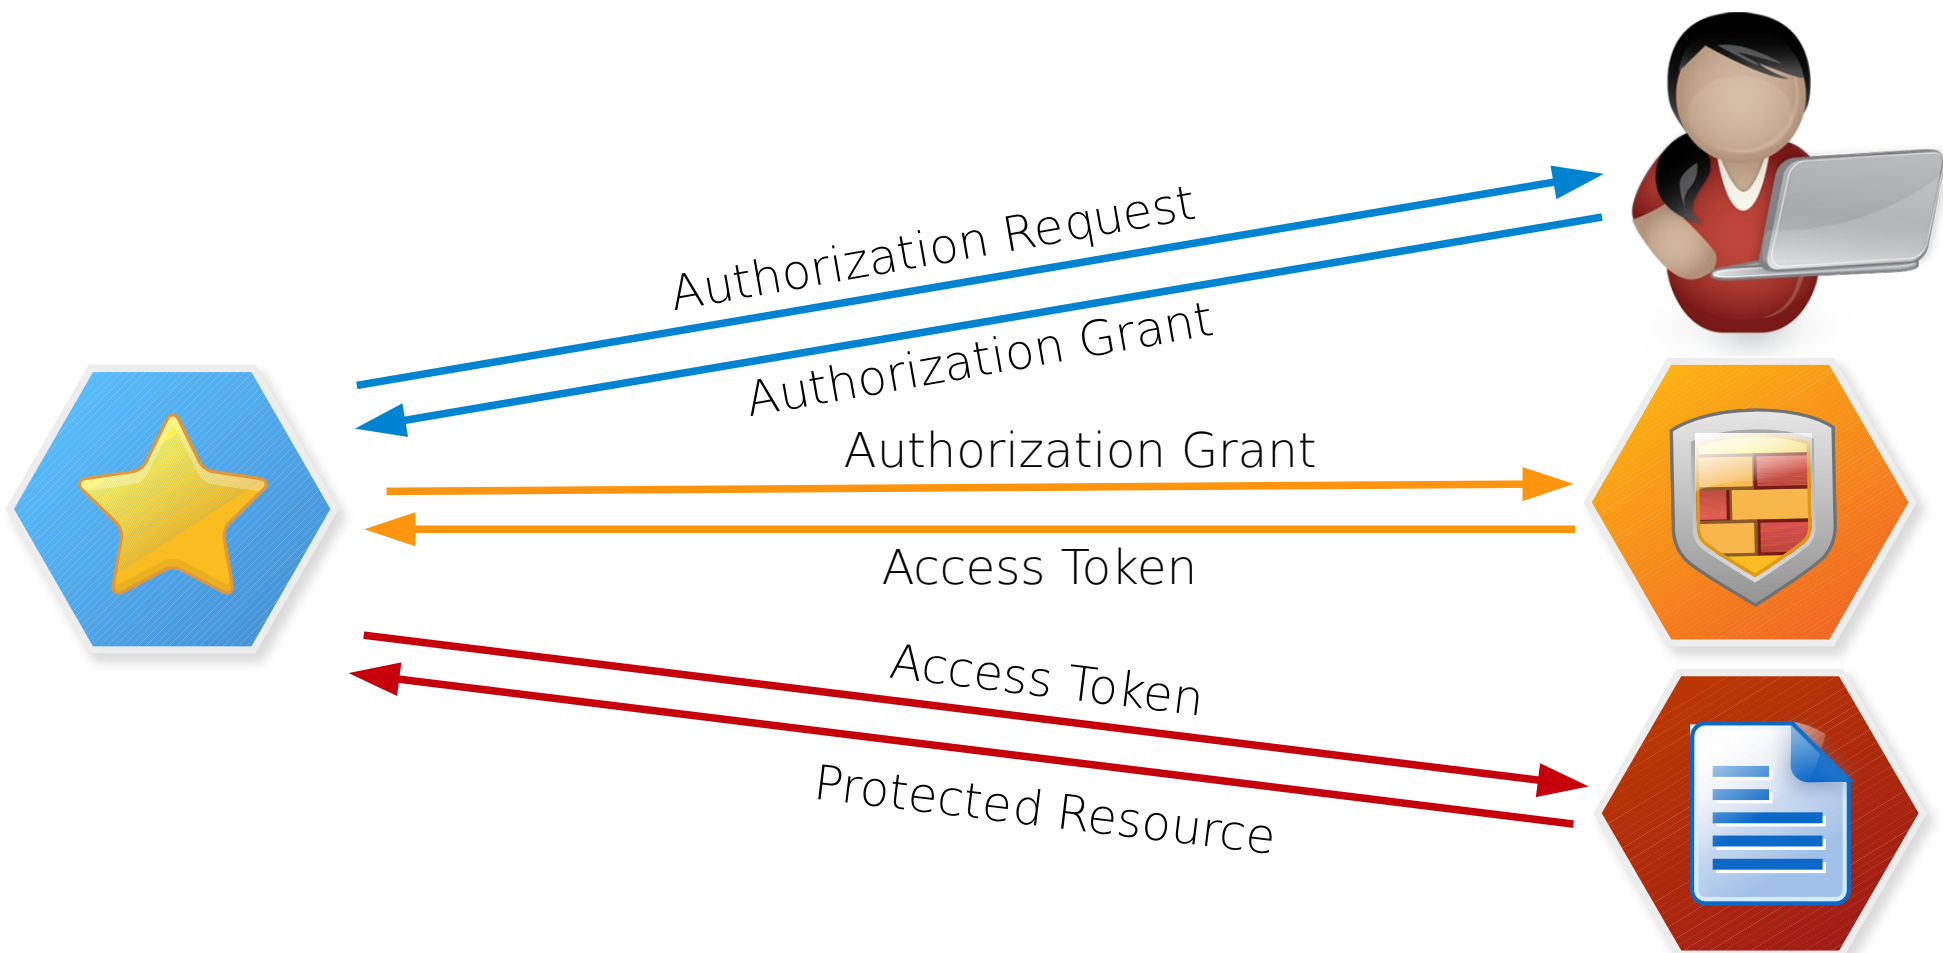 Authorization Request
Authorization Grant
Authorization Grant
Access Token
Access Token
Protected Resource